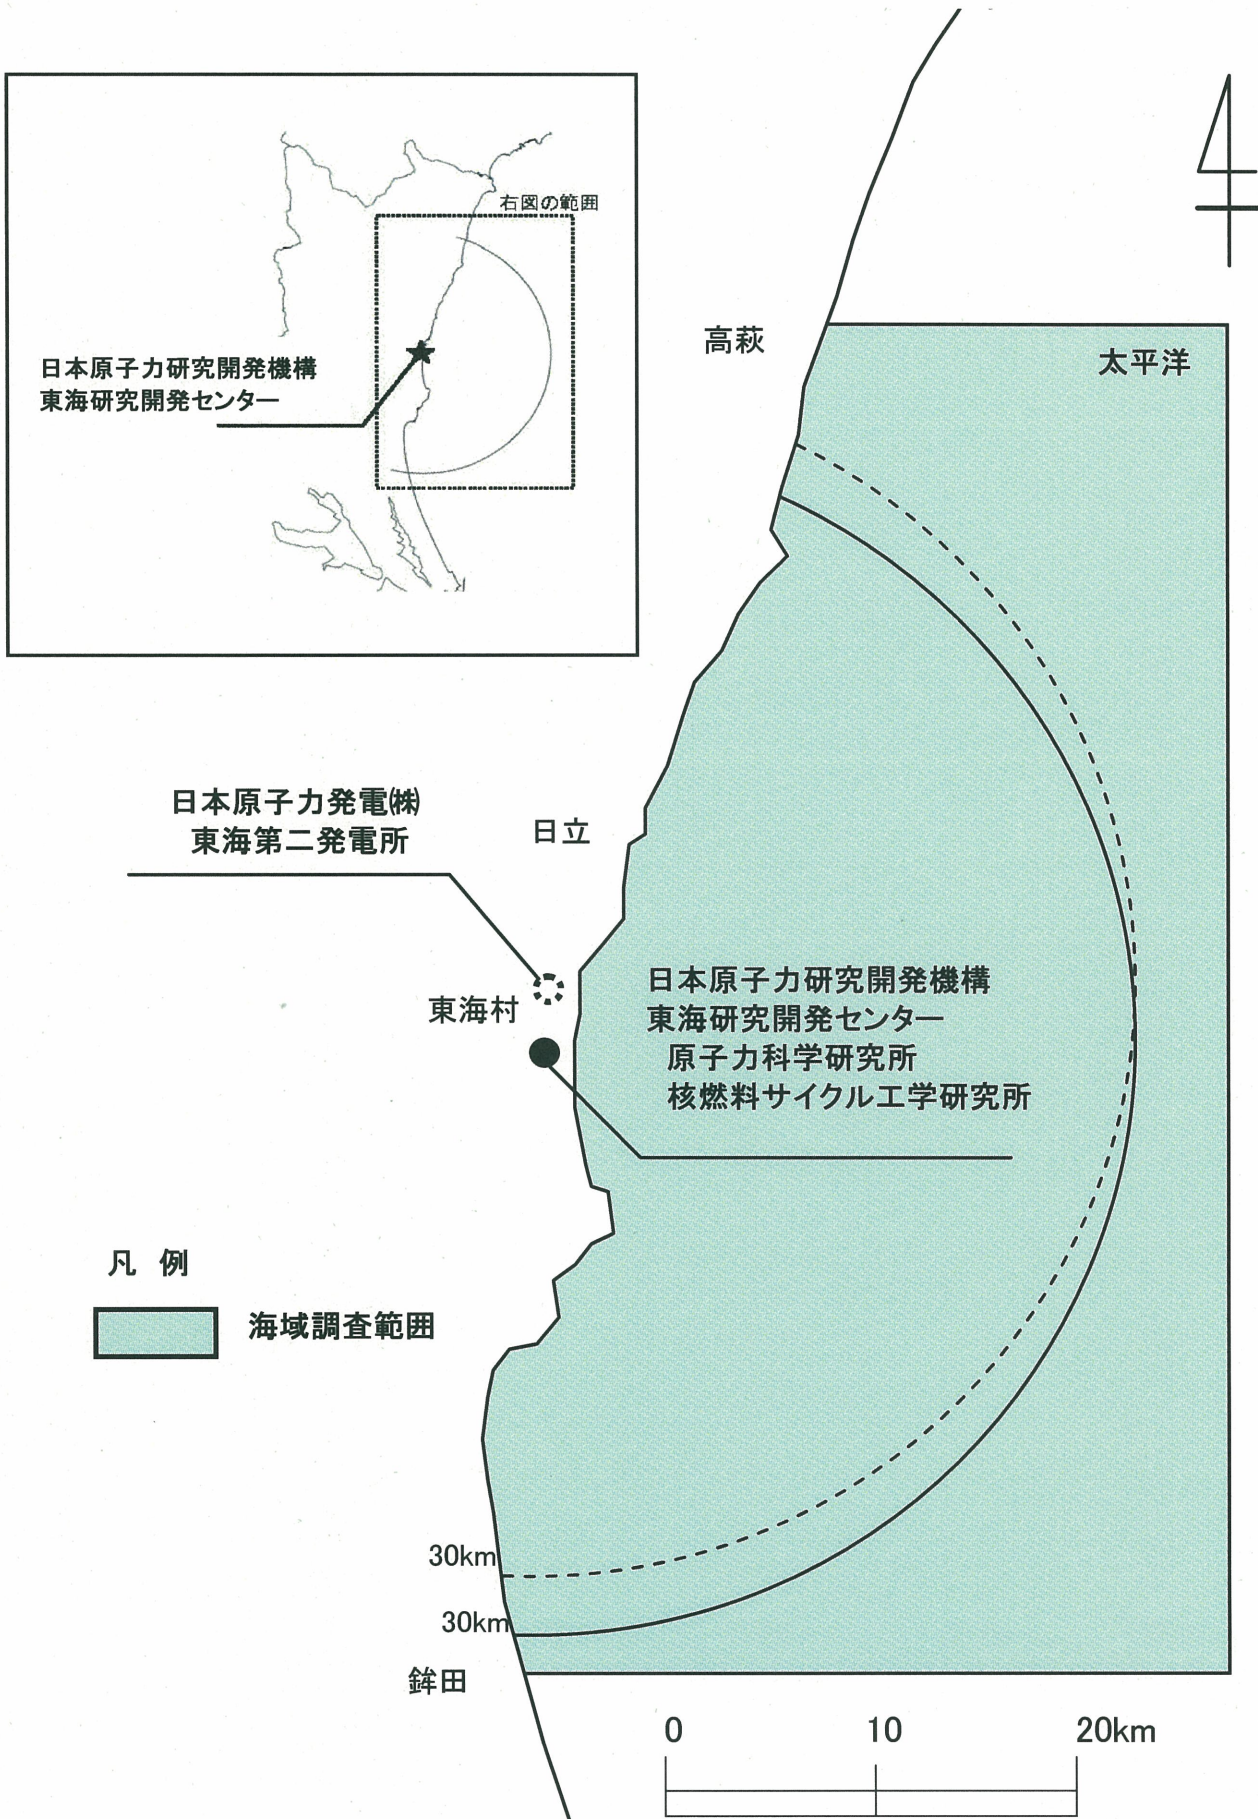 右図の範囲
日本原子力研究開発機構
東海研究開発センター
高萩
太平洋
日本原子力発電㈱
東海第二発電所
日立
東海村
日本原子力研究開発機構
東海研究開発センター
原子力科学研究所
核燃料サイクル工学研究所
凡 例
海域調査範囲
30km
30km
鉾田
0 10 20km